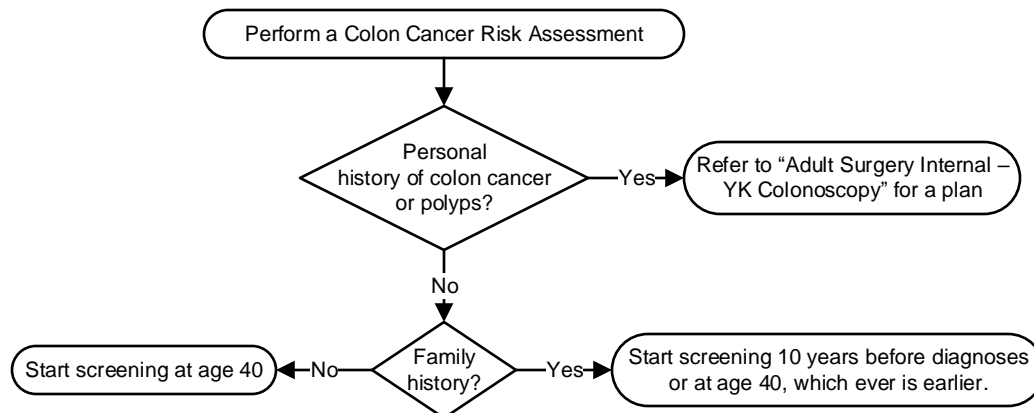 Perform a Colon Cancer Risk Assessment
Personal
history of colon cancer
or polyps?
Yes
Refer to “Adult Surgery Internal –
YK Colonoscopy” for a plan
No
Start screening at age 40
No
Family
history?
Yes
Start screening 10 years before diagnoses
or at age 40, which ever is earlier.